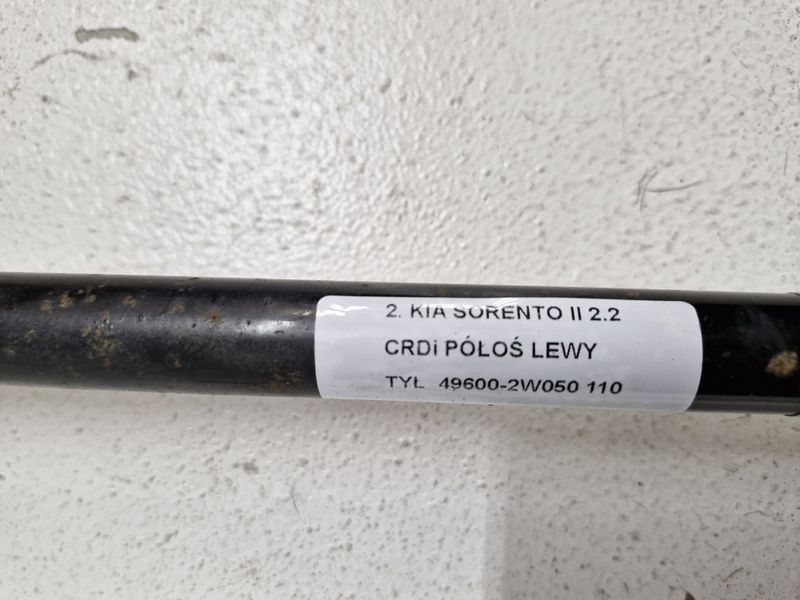 2. KIA SORENTO II 2.2
CRDi PÓŁOŚ LEWY
TYŁ 49600-2W050 110